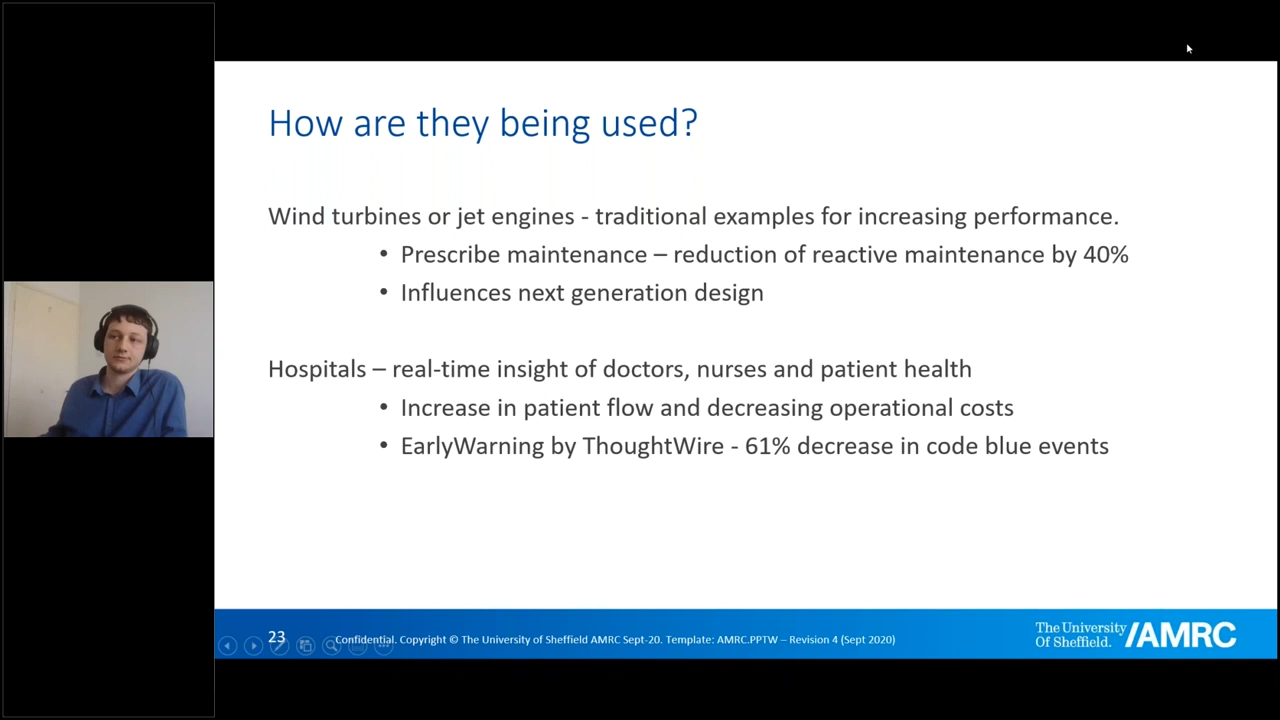 How are they being used?
Wind turbines or jet engines - traditional examples for increasing performance.
• Prescribe maintenance – reduction of reactive maintenance by 40%
• Influences next generation design
Hospitals – real-time insight of doctors, nurses and patient health
• Increase in patient flow and decreasing operational costs
• EarlyWarning by ThoughtWire - 61% decrease in code blue events
23
Confidential. Copyright © The University of Sheffield AMRC Sept-20. Template: AMRC.PPTW – Revision 4 (Sept 2020)
The University
Of Sheffield.
AMRC